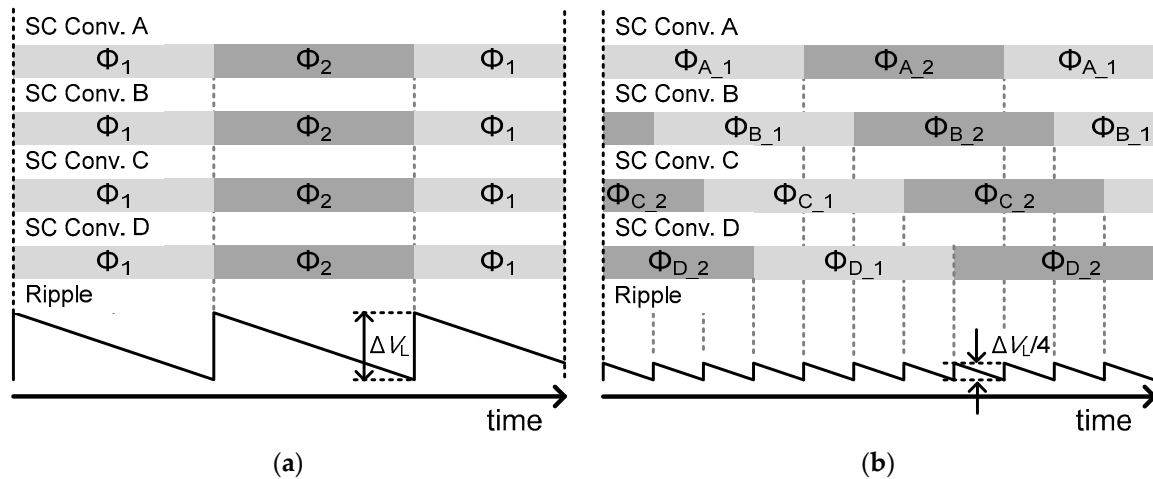 SC Conv. A
Φ1 Φ2 Φ1
SC Conv. B
Φ1 Φ2 Φ1
SC Conv. C
Φ1 Φ2 Φ1
SC Conv. D
Φ1 Φ2 Φ1
Ripple
ΔVL
time
(a)
SC Conv. A
ΦA_1 ΦA_2 ΦA_1
SC Conv. B
ΦB_1 ΦB_2 ΦB_1
SC Conv. C
ΦC_2 ΦC_1 ΦC_2
SC Conv. D
ΦD_2 ΦD_1 ΦD_2
Ripple
ΔVL/4
time
(b)